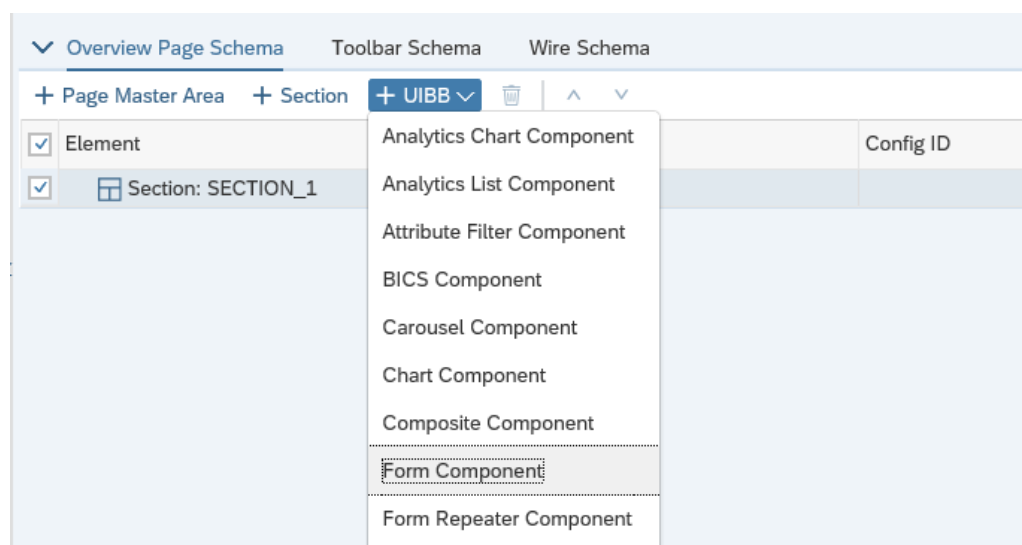 Overview Page Schema Toolbar Schema Wire Schema
+ Page Master Area + Section + UIBB
Element Config ID
Section: SECTION_1
Analytics Chart Component
Analytics List Component
Attribute Filter Component
BICS Component
Carousel Component
Chart Component
Composite Component
Form Component
Form Repeater Component